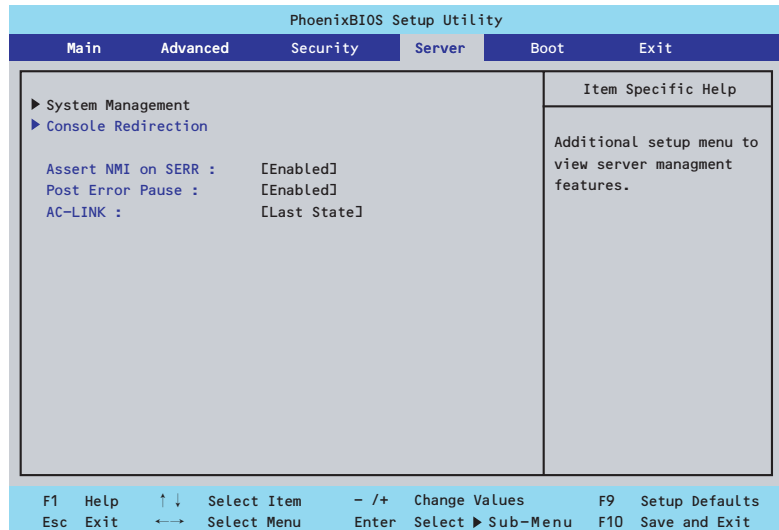 PhoenixBIOS Setup Utility
Main Advanced Security Server Boot Exit
▶ System Management
▶ Console Redirection
Assert NMI on SERR : [Enabled]
Post Error Pause : [Enabled]
AC-LINK : [Last State]
Item Specific Help
Additional setup menu to
view server managment
features.
F1 Help ↑↓ Select Item - /+ Change Values F9 Setup Defaults
Esc Exit ←→ Select Menu Enter Select ▶ Sub-Menu F10 Save and Exit